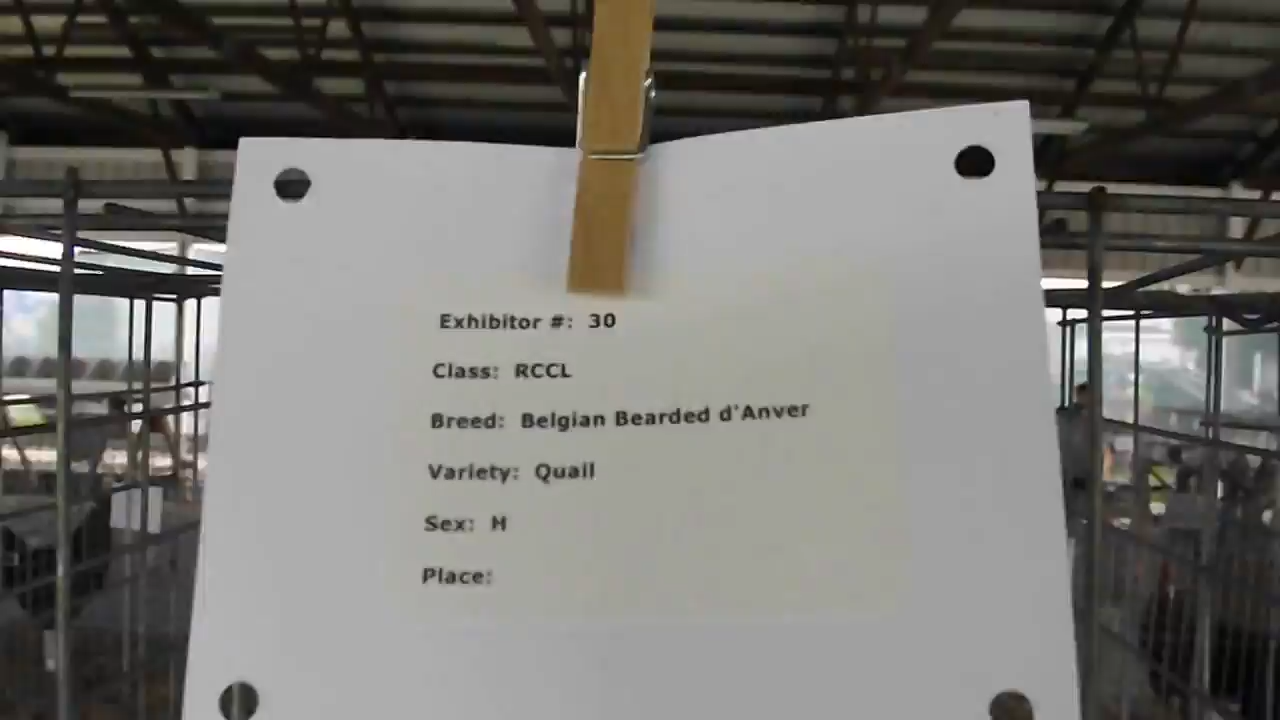 Exhibitor #: 30
Class: RCCL
Breed: Belgian Bearded d'Anver
Variety: Quail
Sex: H
Place: